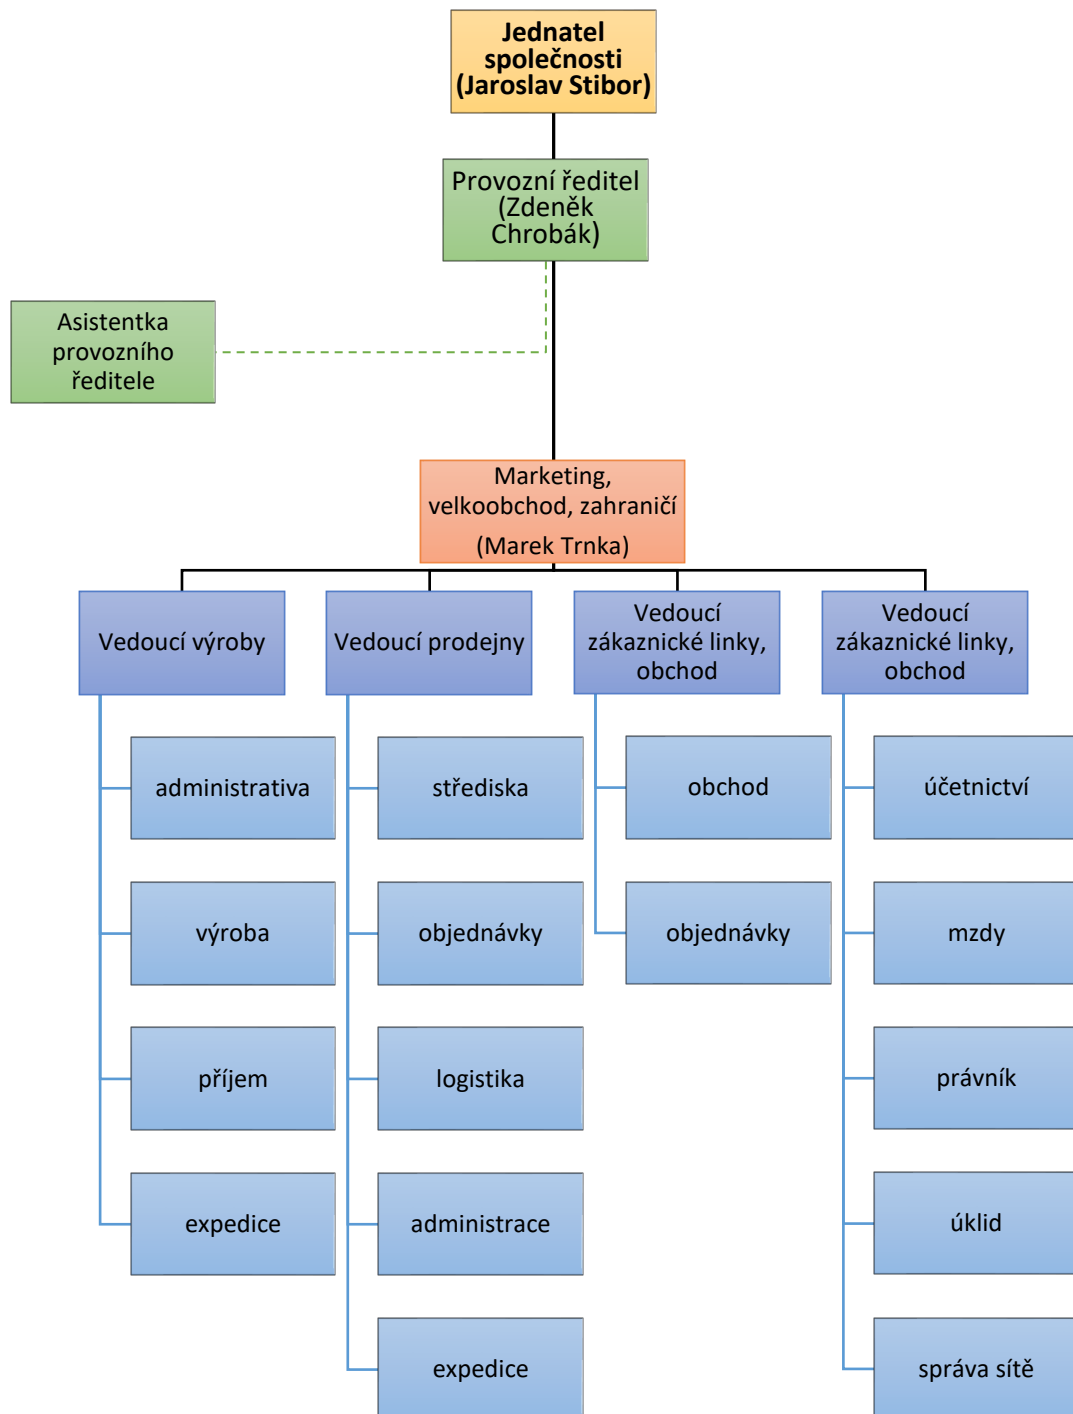 Jednatel
společnosti
(Jaroslav Stibor)
Provozní ředitel
(Zdeněk
Chrobák)
Asistentka
provozního
ředitele
Marketing,
velkoobchod, zahraničí
(Marek Trnka)
Vedoucí výroby
administrativa
výroba
příjem
expedice
Vedoucí prodejny
střediska
objednávky
logistika
administrace
expedice
Vedoucí
zákaznické linky,
obchod
obchod
objednávky
Vedoucí
zákaznické linky,
obchod
účetnictví
mzdy
právník
úklid
správa sítě